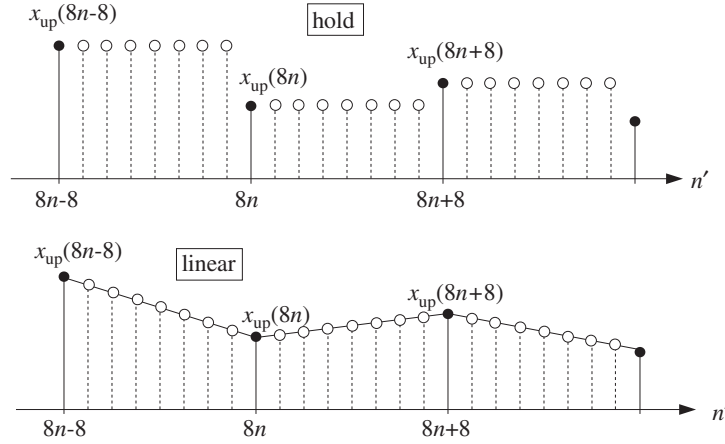 hold
x_up(8n-8)
x_up(8n)
x_up(8n+8)
n′
8n-8
8n
8n+8
linear
x_up(8n-8)
x_up(8n)
x_up(8n+8)
n
8n-8
8n
8n+8